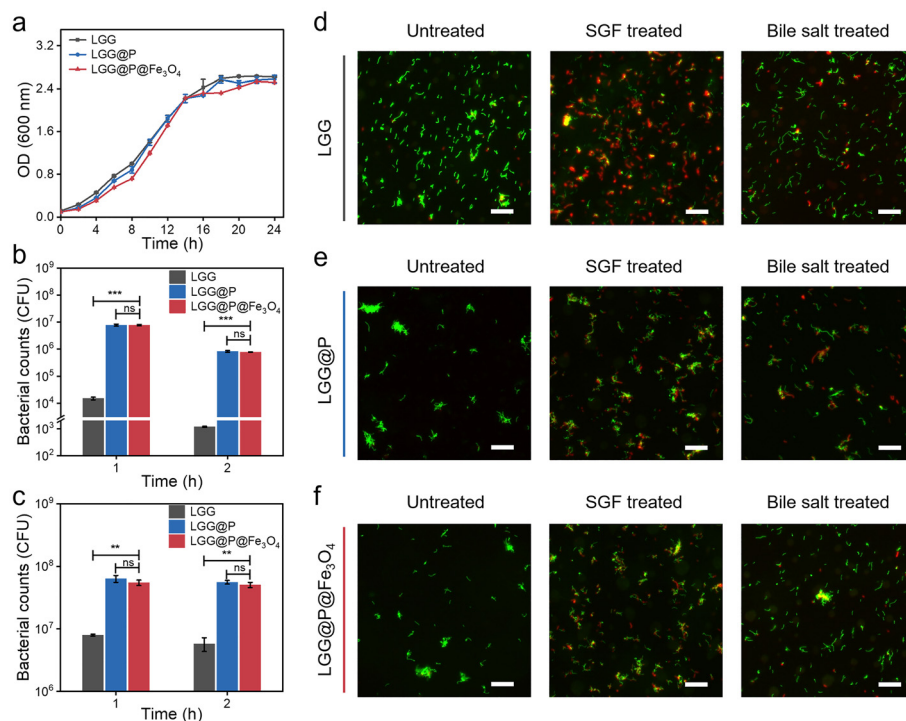 a
LGG
LGG@P
LGG@P@Fe₃O₄
3.2
2.4
1.6
0.8
0.0
OD (600 nm)
0 4 8 12 16 20 24
Time (h)
b
LGG
LGG@P
LGG@P@Fe₃O₄
10⁹
10⁸
10⁷
10⁶
10⁵
10⁴
10³
10²
Bacterial counts (CFU)
***
ns
***
ns
1 2
Time (h)
c
LGG
LGG@P
LGG@P@Fe₃O₄
10⁹
10⁸
10⁷
10⁶
Bacterial counts (CFU)
**
ns
**
ns
1 2
Time (h)
d
Untreated SGF treated Bile salt treated
LGG
e
Untreated SGF treated Bile salt treated
LGG@P
f
Untreated SGF treated Bile salt treated
LGG@P@Fe₃O₄